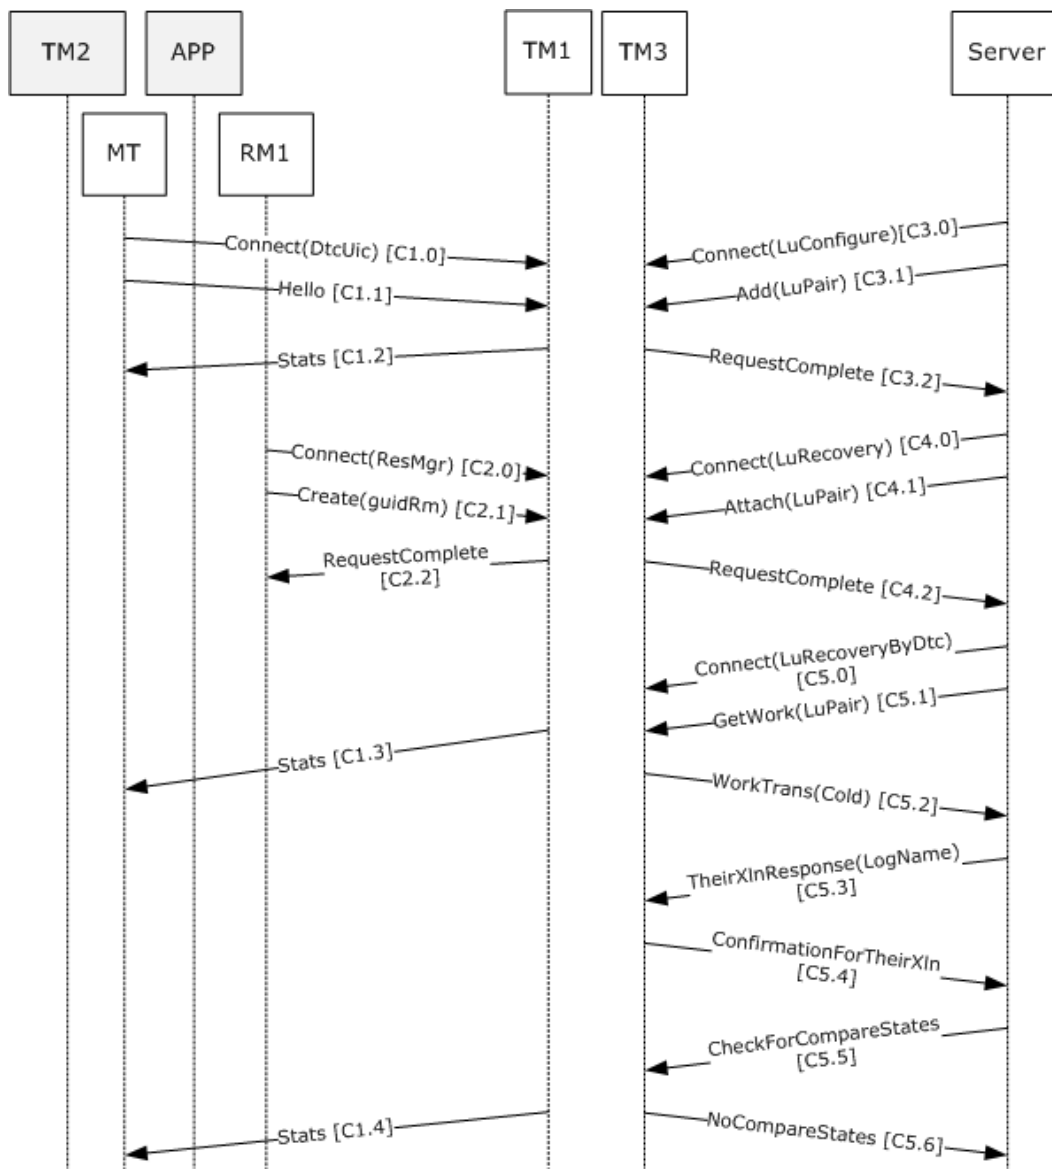 TM2
APP
TM1
TM3
Server
MT
RM1
Connect(DtcUic) [C1.0]
Connect(LuConfigure)[C3.0]
Hello [C1.1]
Add(LuPair) [C3.1]
Stats [C1.2]
RequestComplete [C3.2]
Connect(ResMgr) [C2.0]
Connect(LuRecovery) [C4.0]
Create(guidRm) [C2.1]
Attach(LuPair) [C4.1]
RequestComplete
[C2.2]
RequestComplete [C4.2]
Connect(LuRecoveryByDtc)
[C5.0]
GetWork(LuPair) [C5.1]
Stats [C1.3]
WorkTrans(Cold) [C5.2]
TheirXlnResponse(LogName)
[C5.3]
ConfirmationForTheirXln
[C5.4]
CheckForCompareStates
[C5.5]
Stats [C1.4]
NoCompareStates [C5.6]